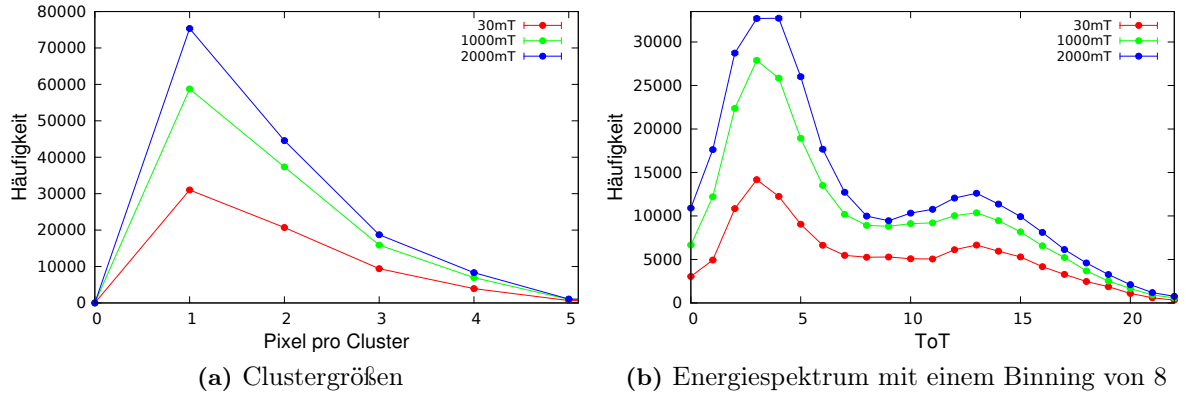 80000
70000
60000
50000
40000
30000
20000
10000
0
Häufigkeit
30mT
1000mT
2000mT
0 1 2 3 4 5
Pixel pro Cluster
(a) Clustergrößen
30000
25000
20000
15000
10000
5000
0
Häufigkeit
30mT
1000mT
2000mT
0 5 10 15 20
ToT
(b) Energiespektrum mit einem Binning von 8